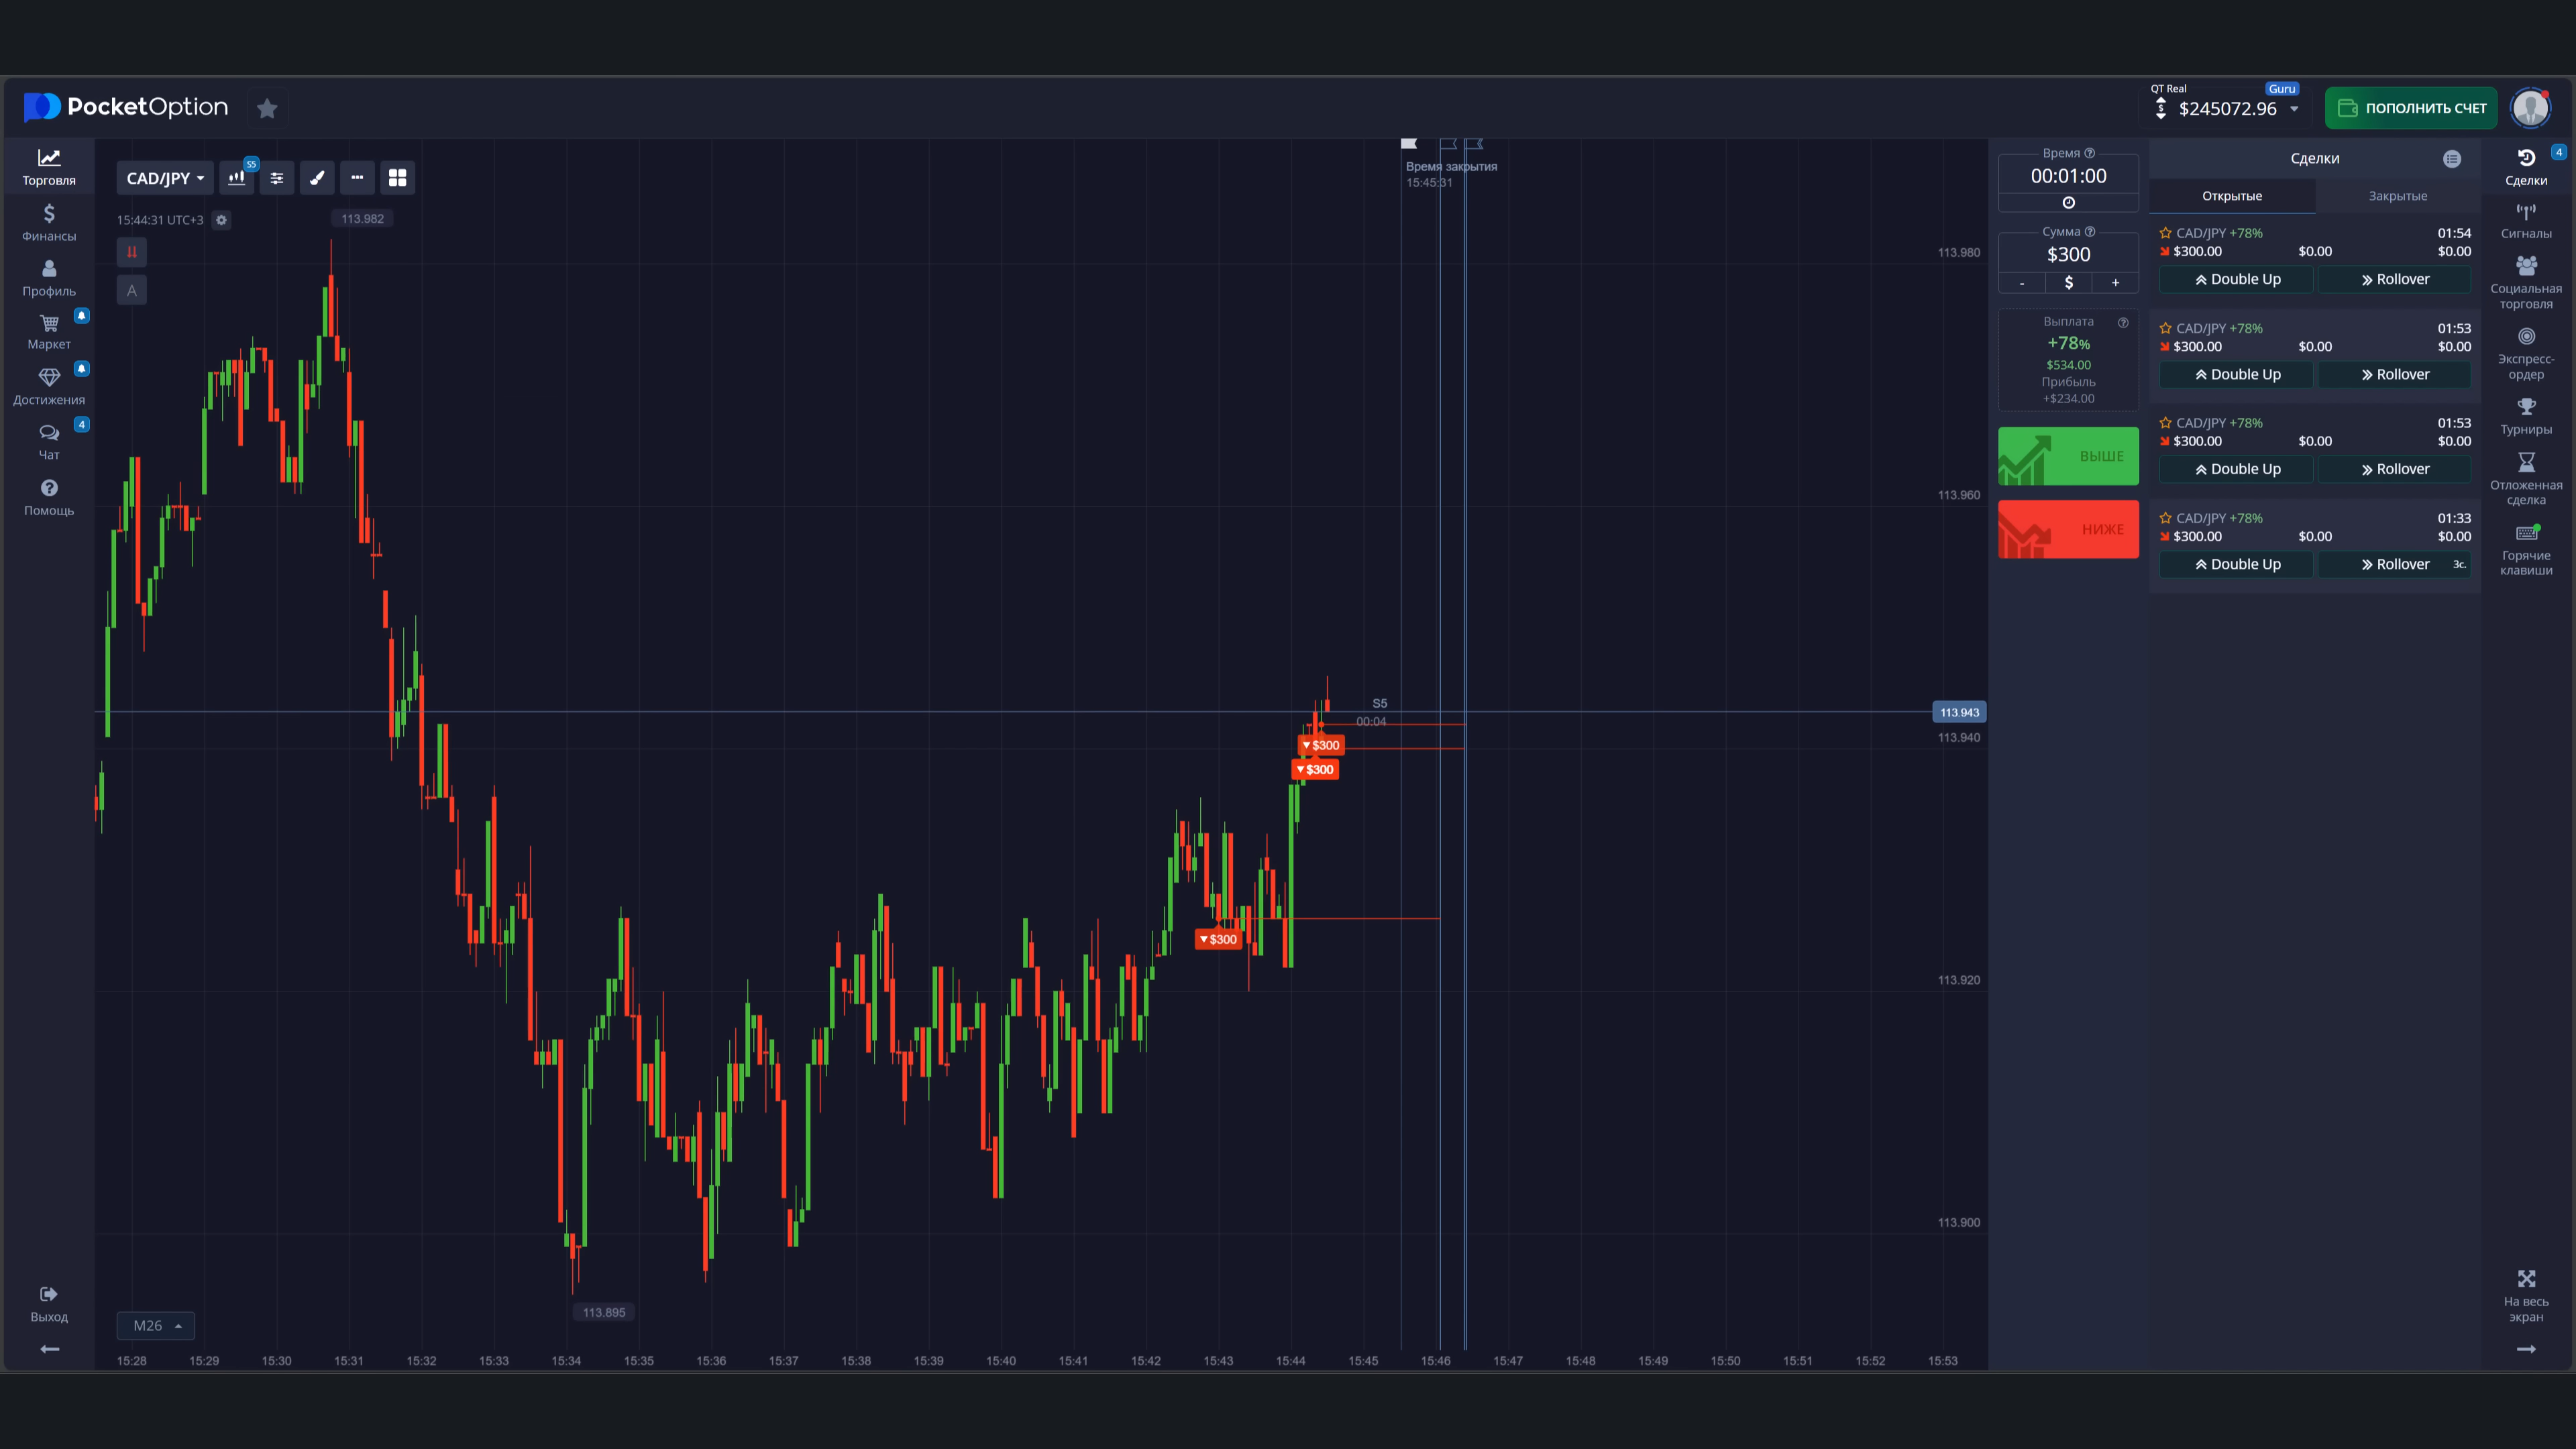 PocketOption
QT Real
Guru
$245072.96
ПОПОЛНИТЬ СЧЕТ
Торговля
Финансы
Профиль
Маркет
Достижения
4
Чат
Помощь
Выход
CAD/JPY
S5
15:44:31 UTC+3
A
113.982
Время закрытия
15:45:31
113.980
113.960
113.943
113.940
113.920
113.900
S5
00:04
$300
$300
$300
113.895
M26
15:28 15:29 15:30 15:31 15:32 15:33 15:34 15:35 15:36 15:37 15:38 15:39 15:40 15:41 15:42 15:43 15:44 15:45 15:46 15:47 15:48 15:49 15:50 15:51 15:52 15:53
Время
00:01:00
Сумма
$300
- $ +
Выплата
+78%
$534.00
Прибыль
+$234.00
ВЫШЕ
НИЖЕ
Сделки
Открытые Закрытые
CAD/JPY +78% 01:54
$300.00 $0.00 $0.00
Double Up Rollover
CAD/JPY +78% 01:53
$300.00 $0.00 $0.00
Double Up Rollover
CAD/JPY +78% 01:53
$300.00 $0.00 $0.00
Double Up Rollover
CAD/JPY +78% 01:33
$300.00 $0.00 $0.00
Double Up Rollover 3с.
4
Сделки
Сигналы
Социальная
торговля
Экспресс-
ордер
Турниры
Отложенная
сделка
Горячие
клавиши
На весь
экран